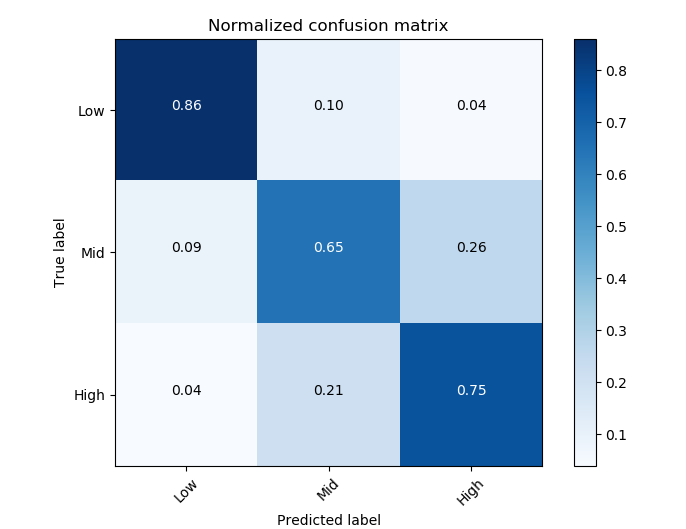 Normalized confusion matrix
Low 0.86 0.10 0.04
Mid 0.09 0.65 0.26
High 0.04 0.21 0.75
True label
Low Mid High
Predicted label
0.8
0.7
0.6
0.5
0.4
0.3
0.2
0.1